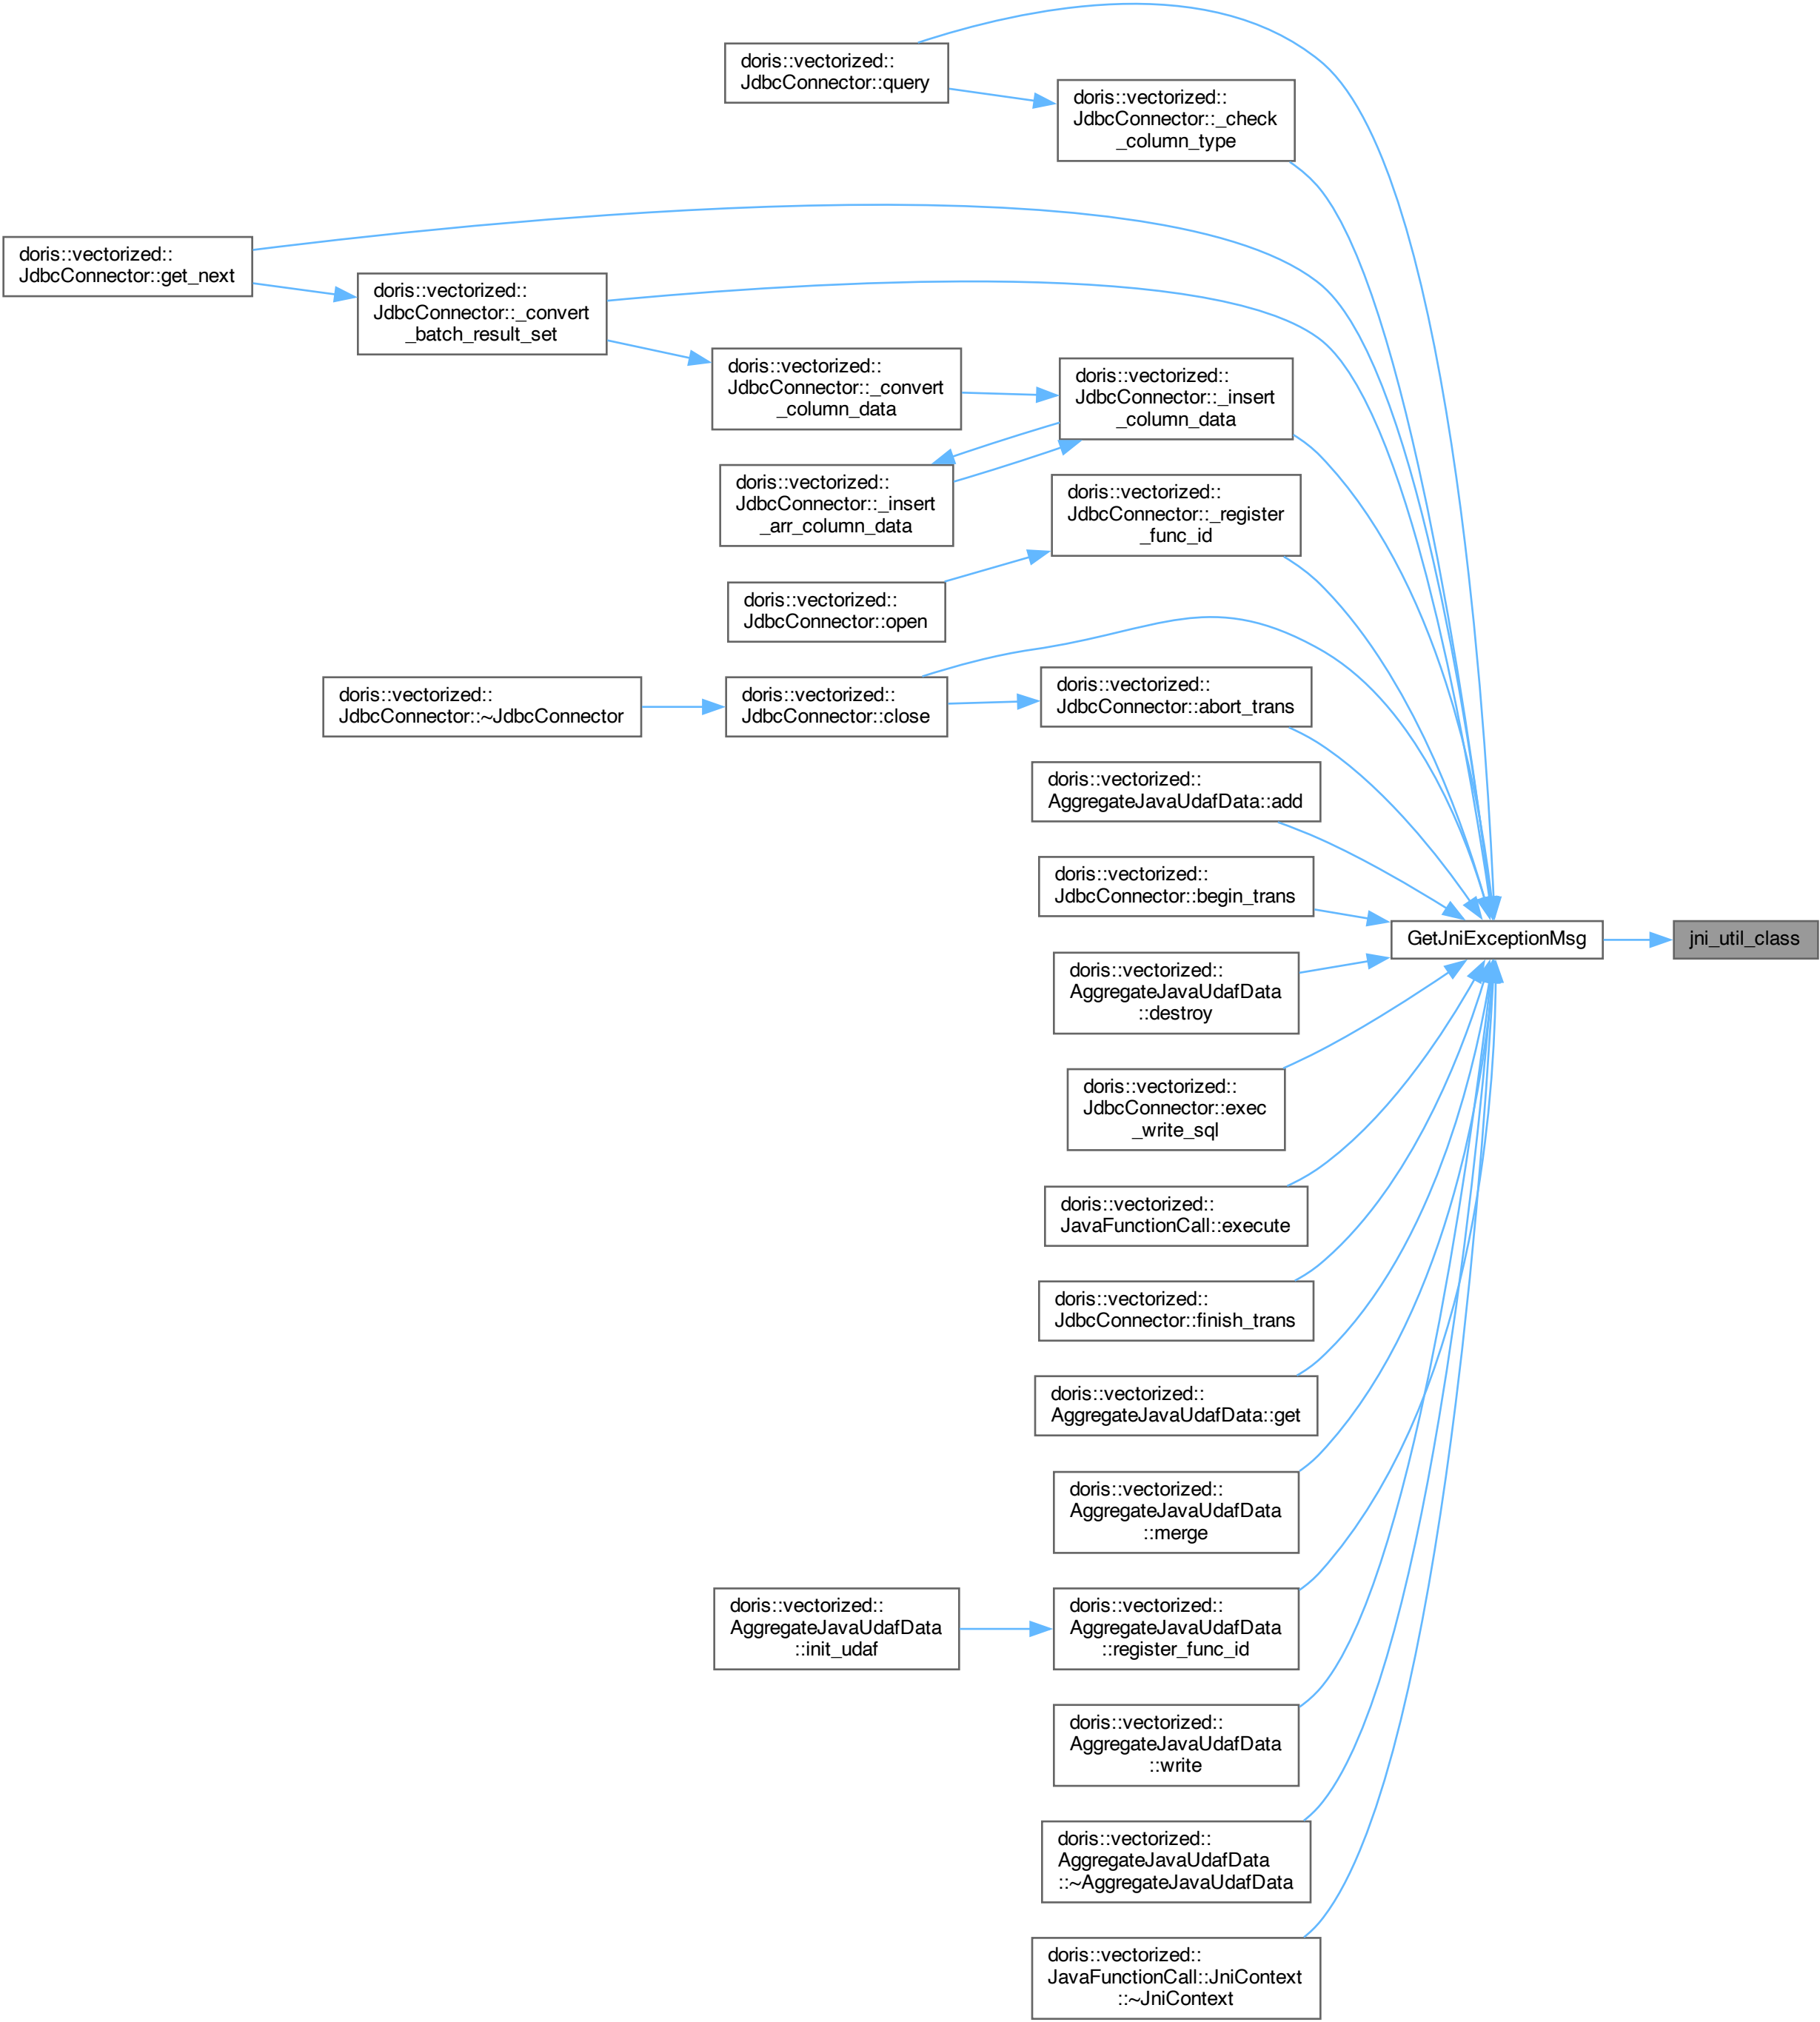 doris::vectorized::
JdbcConnector::query
doris::vectorized::
JdbcConnector::_check
_column_type
doris::vectorized::
JdbcConnector::get_next
doris::vectorized::
JdbcConnector::_convert
_batch_result_set
doris::vectorized::
JdbcConnector::_convert
_column_data
doris::vectorized::
JdbcConnector::_insert
_column_data
doris::vectorized::
JdbcConnector::_insert
_arr_column_data
doris::vectorized::
JdbcConnector::_register
_func_id
doris::vectorized::
JdbcConnector::open
doris::vectorized::
JdbcConnector::~JdbcConnector
doris::vectorized::
JdbcConnector::close
doris::vectorized::
JdbcConnector::abort_trans
doris::vectorized::
AggregateJavaUdafData::add
doris::vectorized::
JdbcConnector::begin_trans
GetJniExceptionMsg
jni_util_class
doris::vectorized::
AggregateJavaUdafData
::destroy
doris::vectorized::
JdbcConnector::exec
_write_sql
doris::vectorized::
JavaFunctionCall::execute
doris::vectorized::
JdbcConnector::finish_trans
doris::vectorized::
AggregateJavaUdafData::get
doris::vectorized::
AggregateJavaUdafData
::merge
doris::vectorized::
AggregateJavaUdafData
::init_udaf
doris::vectorized::
AggregateJavaUdafData
::register_func_id
doris::vectorized::
AggregateJavaUdafData
::write
doris::vectorized::
AggregateJavaUdafData
::~AggregateJavaUdafData
doris::vectorized::
JavaFunctionCall::JniContext
::~JniContext